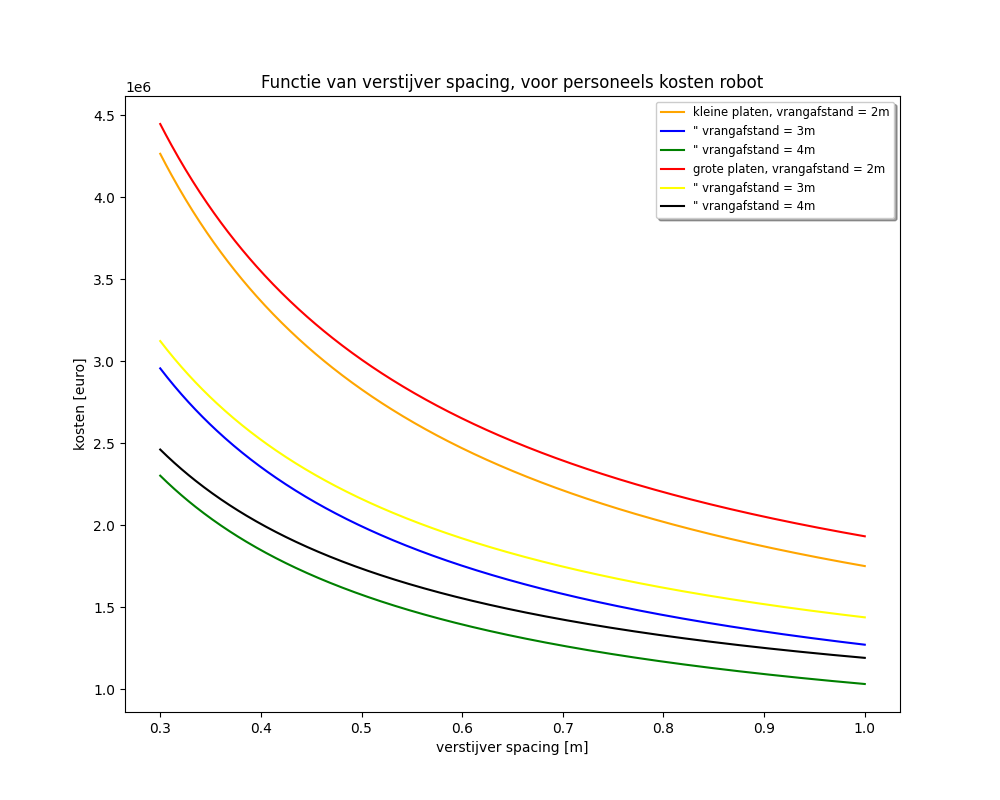 Functie van verstijver spacing, voor personeels kosten robot
1e6
kleine platen, vrangafstand = 2m
" vrangafstand = 3m
" vrangafstand = 4m
grote platen, vrangafstand = 2m
" vrangafstand = 3m
" vrangafstand = 4m
4.5
4.0
3.5
3.0
2.5
2.0
1.5
1.0
kosten [euro]
0.3 0.4 0.5 0.6 0.7 0.8 0.9 1.0
verstijver spacing [m]